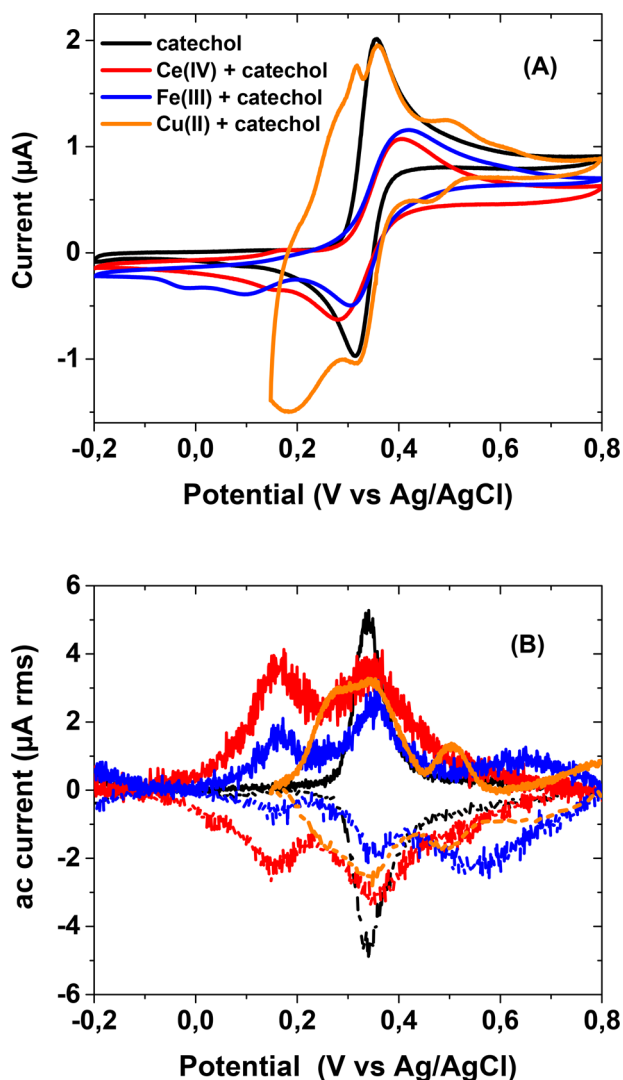 (A)
catechol
Ce(IV) + catechol
Fe(III) + catechol
Cu(II) + catechol
2
1
0
-1
Current (µA)
-0,2 0,0 0,2 0,4 0,6 0,8
Potential (V vs Ag/AgCl)
(B)
6
4
2
0
-2
-4
-6
ac current (µA rms)
-0,2 0,0 0,2 0,4 0,6 0,8
Potential (V vs Ag/AgCl)